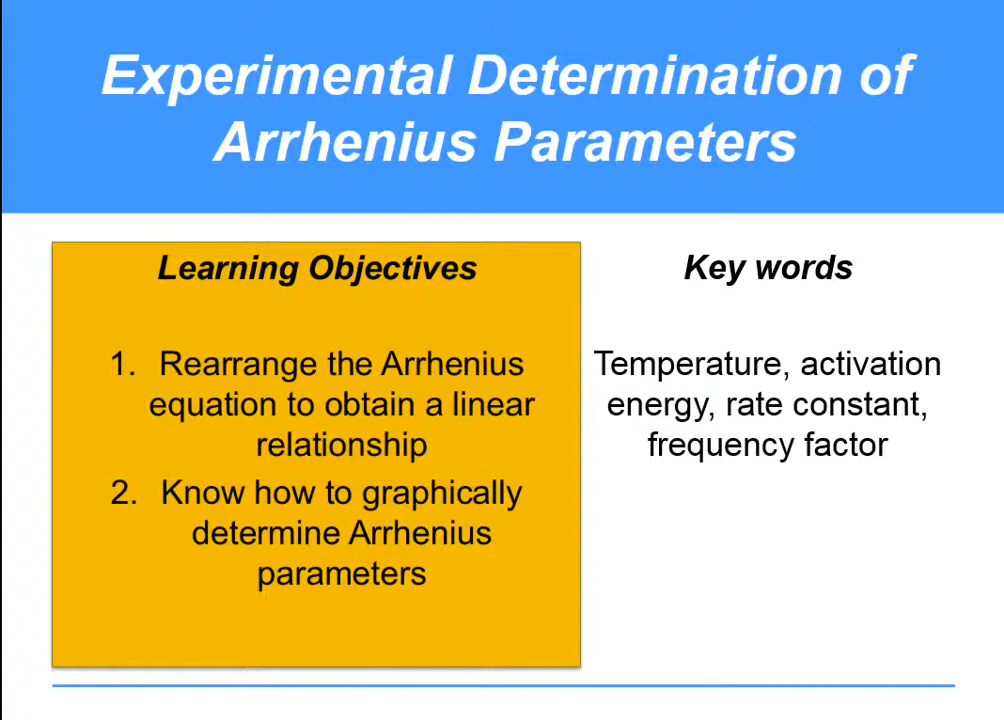 Experimental Determination of
Arrhenius Parameters
Learning Objectives
1. Rearrange the Arrhenius
equation to obtain a linear
relationship
2. Know how to graphically
determine Arrhenius
parameters
Key words
Temperature, activation
energy, rate constant,
frequency factor